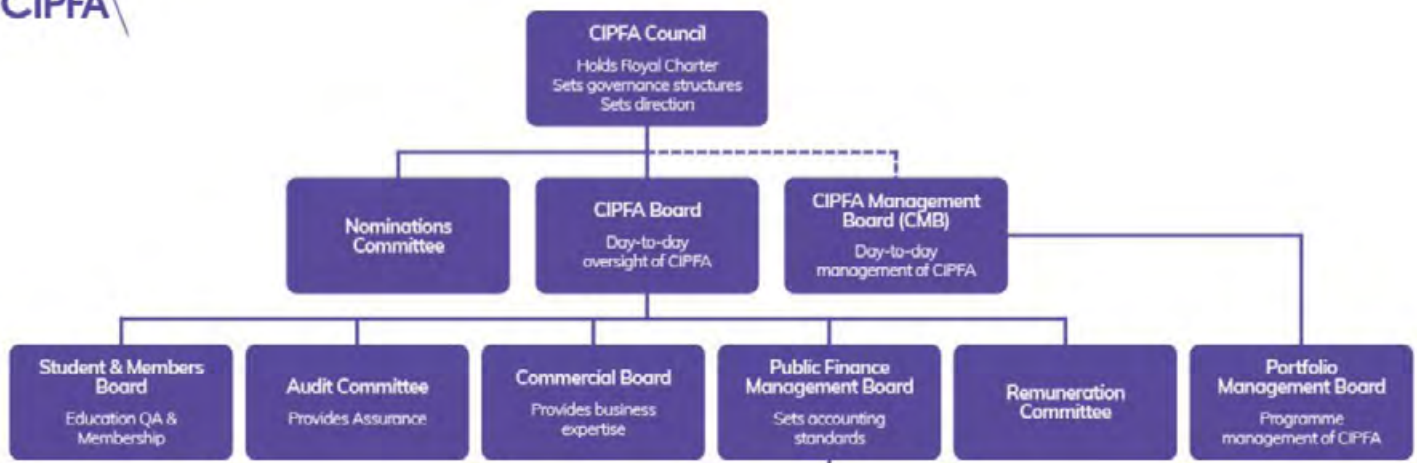 CIPFA
CIPFA Council
Holds Royal Charter
Sets governance structures
Sets direction
Nominations
Committee
CIPFA Board
Day-to-day
oversight of CIPFA
CIPFA Management
Board (CMB)
Day-to-day
management of CIPFA
Student & Members
Board
Education QA &
Membership
Audit Committee
Provides Assurance
Commercial Board
Provides business
expertise
Public Finance
Management Board
Sets accounting
standards
Remuneration
Committee
Portfolio
Management Board
Programme
management of CIPFA